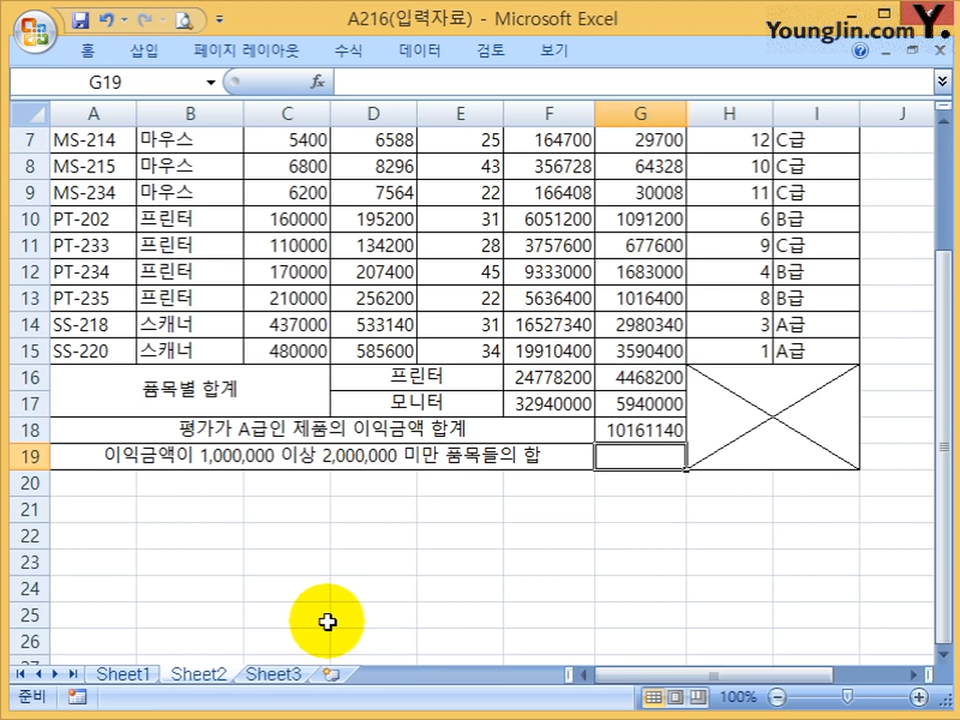 A216(입력자료) - Microsoft Excel
YoungJin.com Y.
홈 삽입 페이지 레이아웃 수식 데이터 검토 보기
G19 fx
A B C D E F G H I J
7 MS-214 마우스 5400 6588 25 164700 29700 12 C급
8 MS-215 마우스 6800 8296 43 356728 64328 10 C급
9 MS-234 마우스 6200 7564 22 166408 30008 11 C급
10 PT-202 프린터 160000 195200 31 6051200 1091200 6 B급
11 PT-233 프린터 110000 134200 28 3757600 677600 9 C급
12 PT-234 프린터 170000 207400 45 9333000 1683000 4 B급
13 PT-235 프린터 210000 256200 22 5636400 1016400 8 B급
14 SS-218 스캐너 437000 533140 31 16527340 2980340 3 A급
15 SS-220 스캐너 480000 585600 34 19910400 3590400 1 A급
16 품목별 합계 프린터 24778200 4468200
17 모니터 32940000 5940000
18 평가가 A급인 제품의 이익금액 합계 10161140
19 이익금액이 1,000,000 이상 2,000,000 미만 품목들의 합
20
21
22
23
24
25
26
27
Sheet1 Sheet2 Sheet3
준비 100%